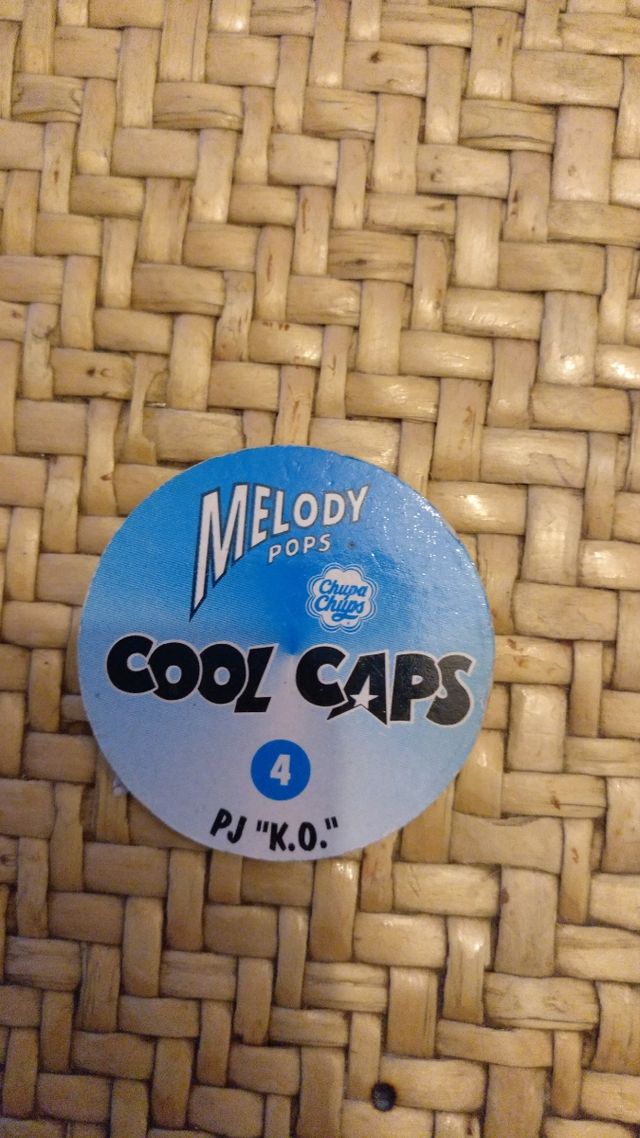 MELODY
POPS
Chupa
Chups
COOL CAPS
4
PJ "K.O."